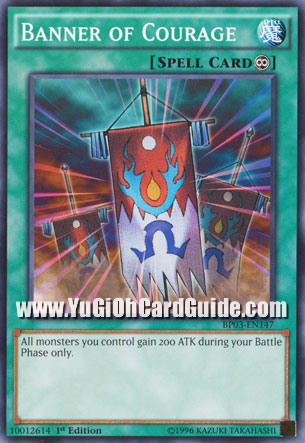 BANNER OF COURAGE
[SPELL CARD]
www.YuGiOhCardGuide.com
BP03-EN147
All monsters you control gain 200 ATK during your Battle
Phase only.
10012614 1st Edition ©1996 KAZUKI TAKAHASHI